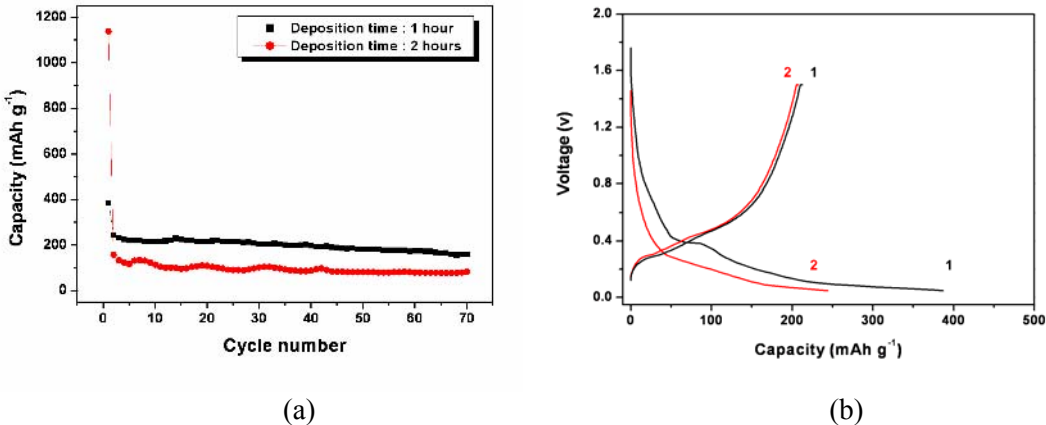 Deposition time : 1 hour
Deposition time : 2 hours
1200
1000
800
600
400
200
0
Capacity (mAh g-1)
0 10 20 30 40 50 60 70
Cycle number
(a)
2.0
1.6
1.2
0.8
0.4
0.0
Voltage (v)
2 1
2 1
0 100 200 300 400 500
Capacity (mAh g-1)
(b)